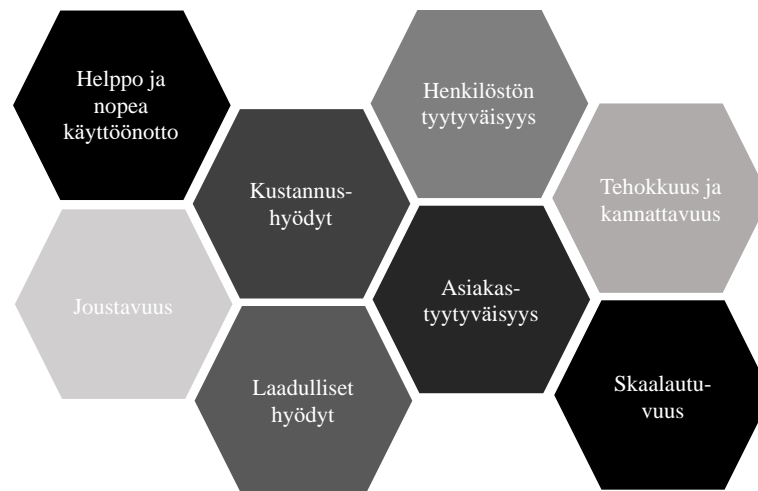 Helppo ja
nopea
käyttöönotto
Kustannus-
hyödyt
Henkilöstön
tyytyväisyys
Tehokkuus ja
kannattavuus
Joustavuus
Laadulliset
hyödyt
Asiakas-
tyytyväisyys
Skaalautu-
vuus